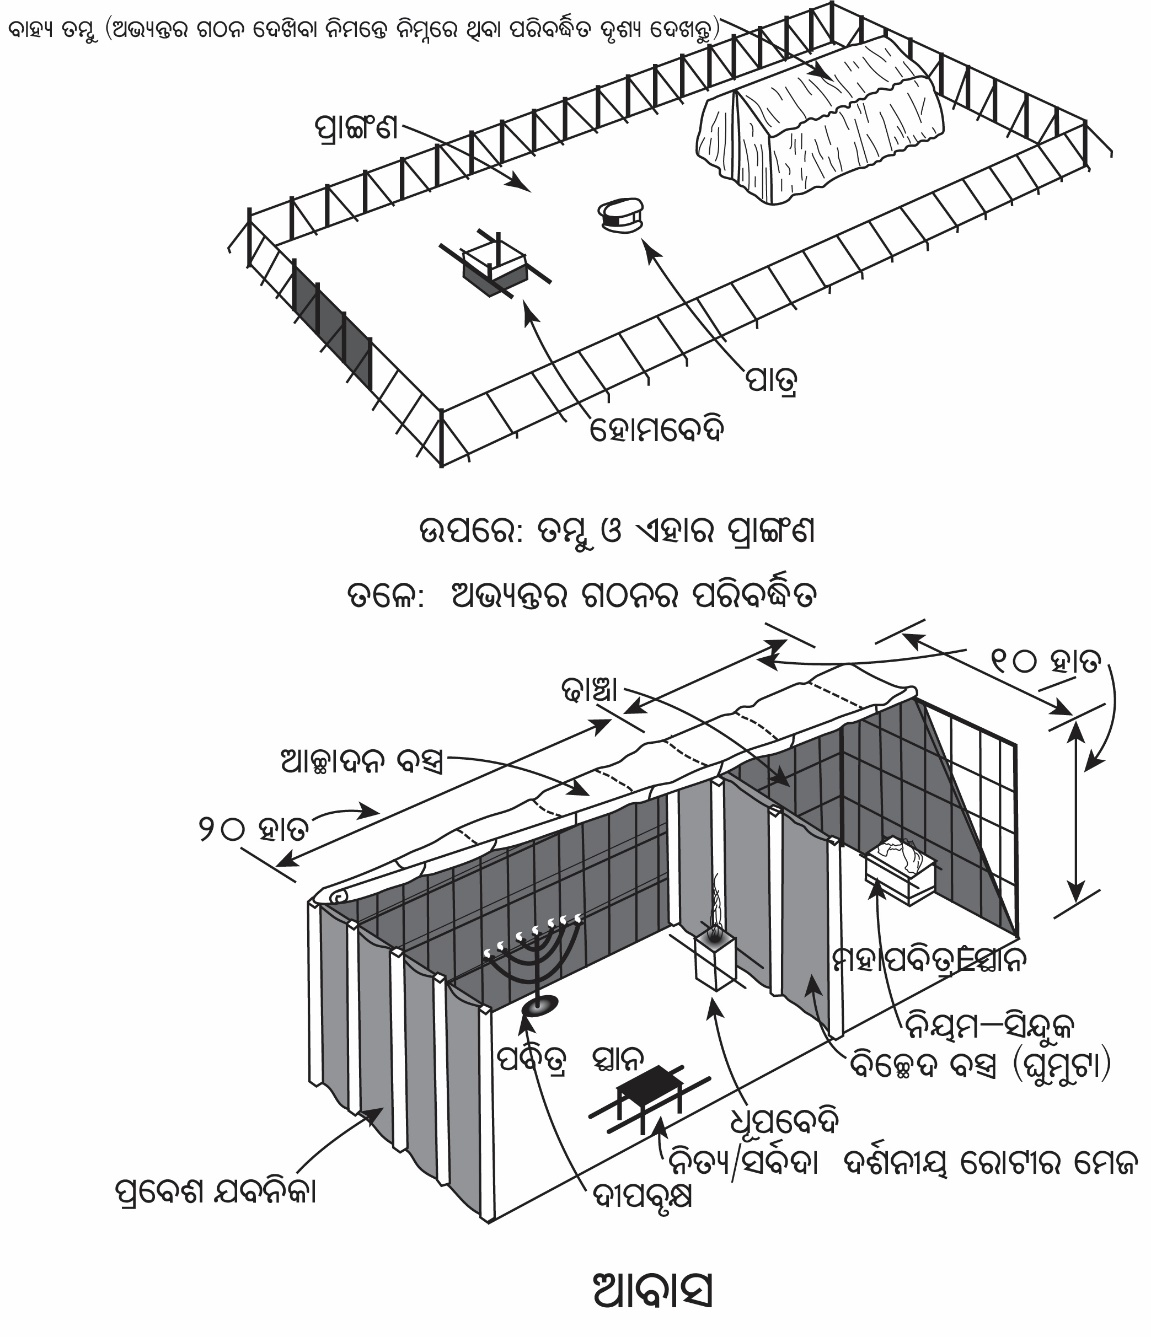 ବାହ୍ୟ ତମ୍ବୁ (ଅଭ୍ୟନ୍ତର ଗଠନ ଦେଖିବା ନିମନ୍ତେ ନିମ୍ନରେ ଥିବା ପରିବର୍ଦ୍ଧିତ ଦୃଶ୍ୟ ଦେଖନ୍ତୁ)
ପ୍ରାଙ୍ଗଣ
ପାତ୍ର
ହୋମବେଦି
ଉପରେ: ତମ୍ବୁ ଓ ଏହାର ପ୍ରାଙ୍ଗଣ
ତଳେ: ଅଭ୍ୟନ୍ତର ଗଠନର ପରିବର୍ଦ୍ଧିତ
୧୦ ହାତ
ଢାଞ୍ଚା
ଆଚ୍ଛାଦନ ବସ୍ତ୍ର
୨୦ ହାତ
ମହାପବିତ୍ର ସ୍ଥାନ
ନିୟମ-ସିନ୍ଦୁକ
ପବିତ୍ର ସ୍ଥାନ
ବିଚ୍ଛେଦ ବସ୍ତ୍ର (ଘୁମୁଟା)
ଧୂପବେଦି
ନିତ୍ୟ/ସର୍ବଦା ଦର୍ଶନୀୟ ରୋଟୀର ମେଜ
ପ୍ରବେଶ ଯବନିକା
ଦୀପବୃକ୍ଷ
ଆବାସ